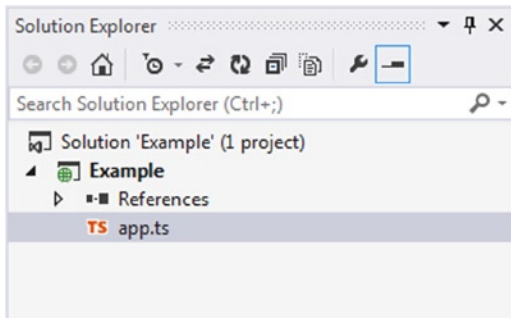 Solution Explorer
Search Solution Explorer (Ctrl+;)
Solution 'Example' (1 project)
Example
References
TS app.ts